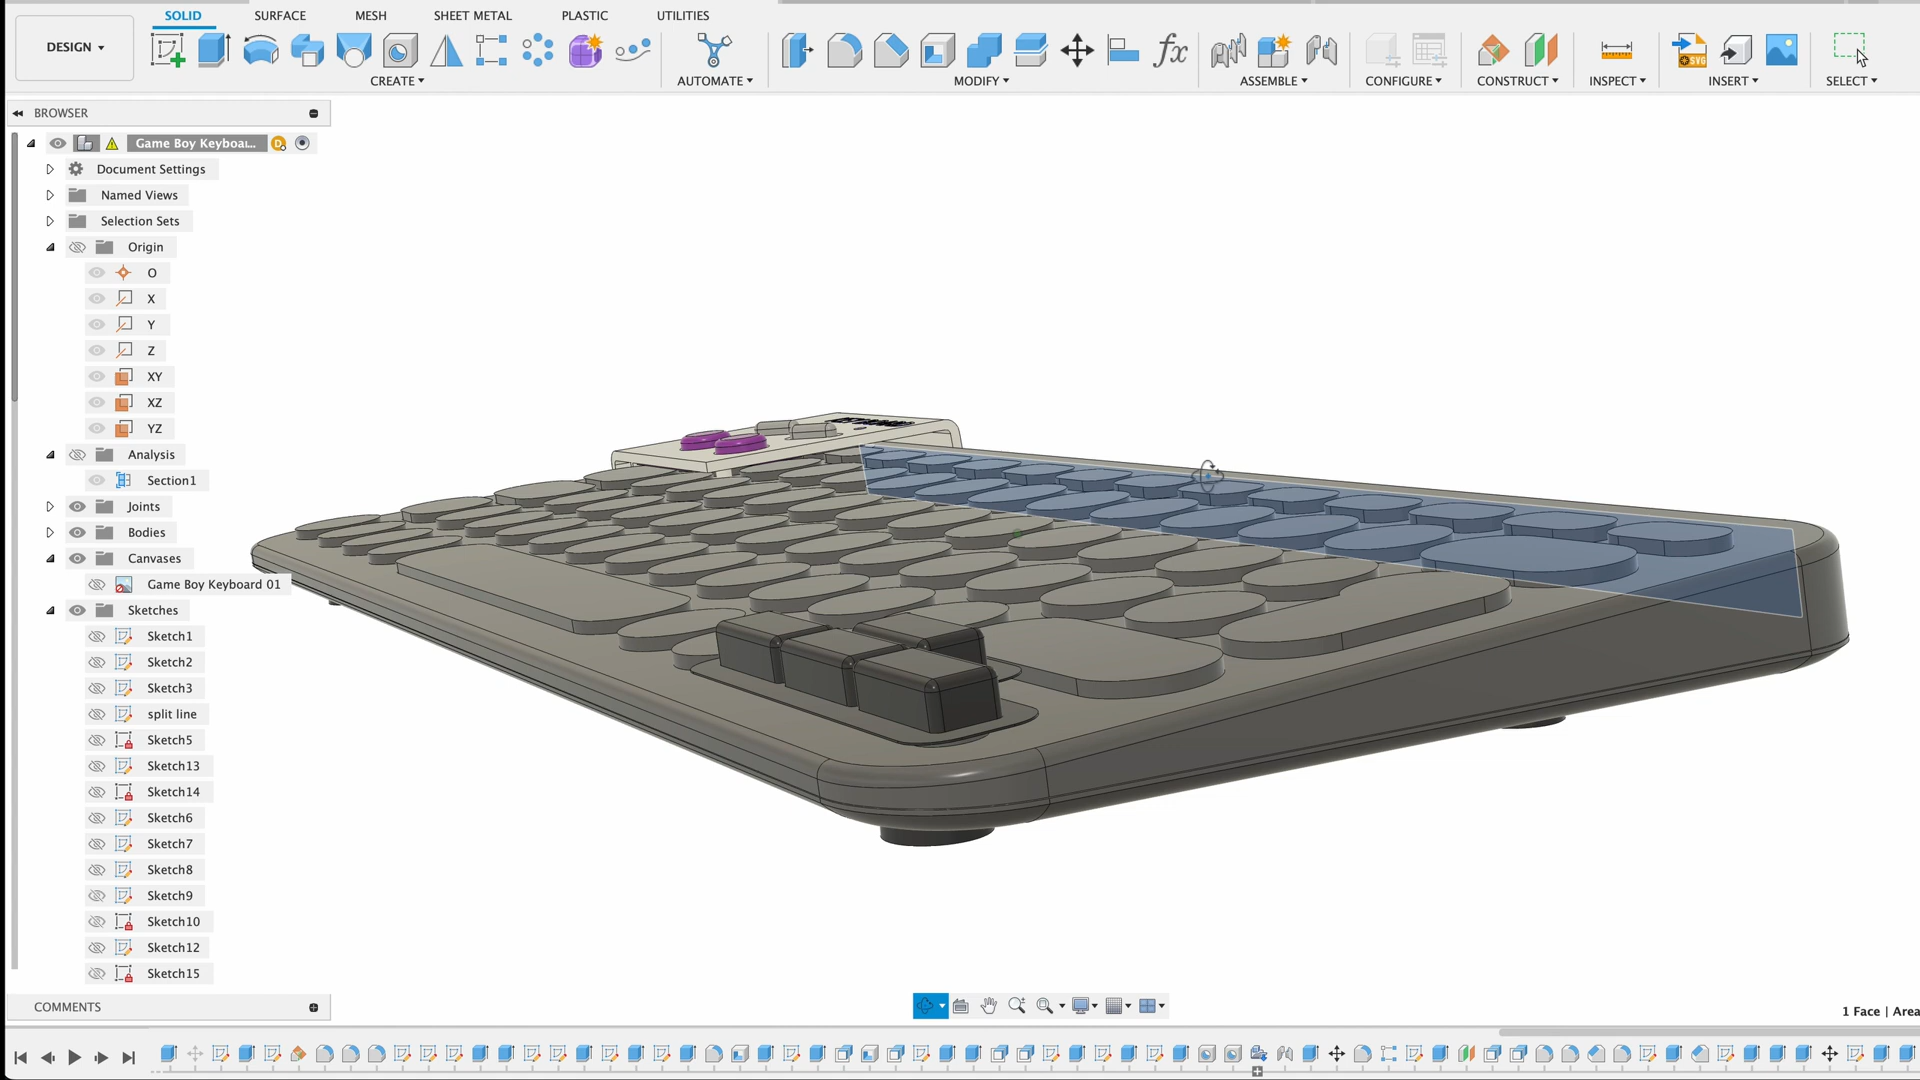 SOLID
SURFACE
MESH
SHEET METAL
PLASTIC
UTILITIES
DESIGN
CREATE
AUTOMATE
MODIFY
fx
ASSEMBLE
CONFIGURE
CONSTRUCT
INSPECT
INSERT
SVG
SELECT
BROWSER
Game Boy Keyboar...
D
Document Settings
Named Views
Selection Sets
Origin
O
X
Y
Z
XY
XZ
YZ
Analysis
Section1
Joints
Bodies
Canvases
Game Boy Keyboard 01
Sketches
Sketch1
Sketch2
Sketch3
split line
Sketch5
Sketch13
Sketch14
Sketch6
Sketch7
Sketch8
Sketch9
Sketch10
Sketch12
Sketch15
COMMENTS
1 Face | Area